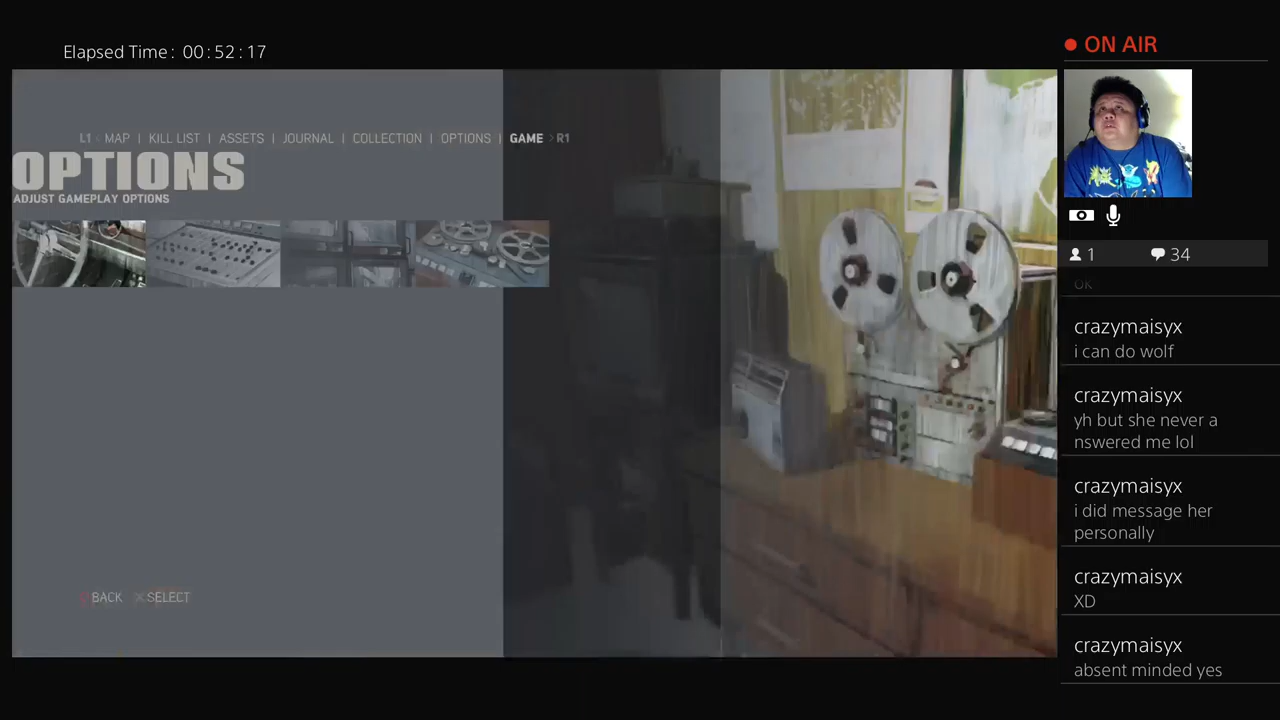 Elapsed Time: 00:52:17
ON AIR
L1 MAP | KILL LIST | ASSETS | JOURNAL | COLLECTION | OPTIONS | GAME > R1
OPTIONS
ADJUST GAMEPLAY OPTIONS
BACK SELECT
1 34
OK
crazymaisyx
i can do wolf
crazymaisyx
yh but she never a
nswered me lol
crazymaisyx
i did message her
personally
crazymaisyx
XD
crazymaisyx
absent minded yes